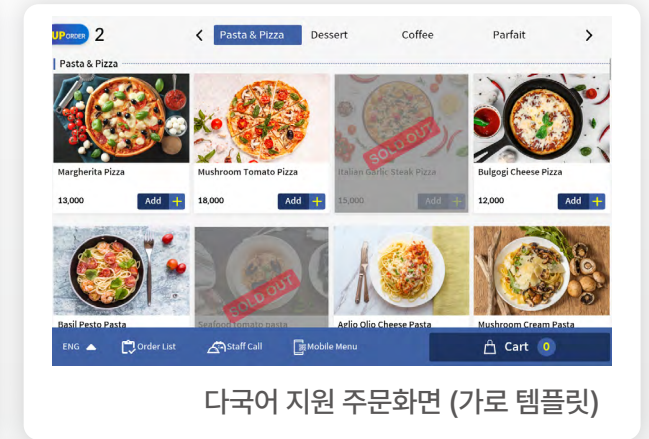 UP ORDER 2
Pasta & Pizza Dessert Coffee Parfait
Pasta & Pizza
SOLD OUT
Margherita Pizza Mushroom Tomato Pizza Italien Garlic Steak Pizza Bulgogi Cheese Pizza
13,000 Add + 18,000 Add + 15,000 Add + 12,000 Add +
SOLD OUT
Basil Pesto Pasta Seafood tomato pasta Aglio Olio Cheese Pasta Mushroom Cream Pasta
ENG Order List Staff Call Mobile Menu Cart 0
다국어 지원 주문화면 (가로 템플릿)